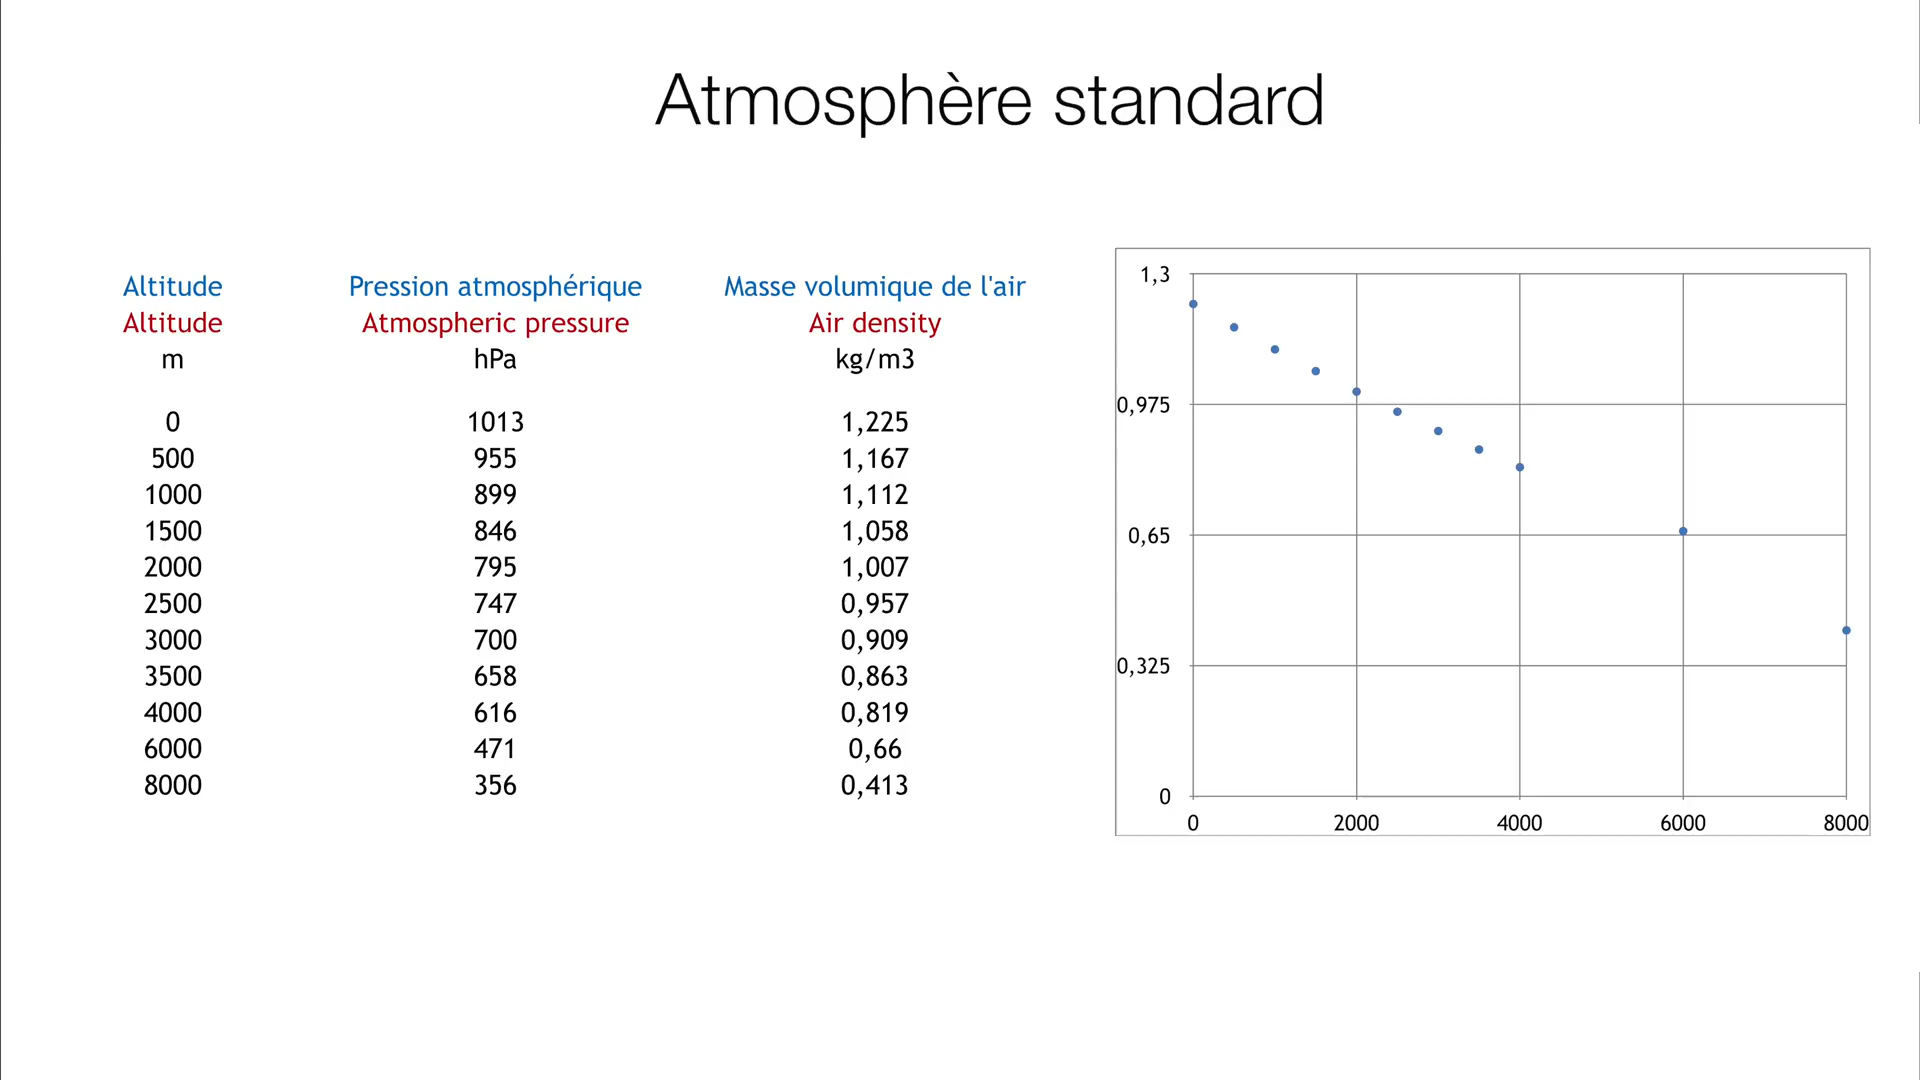 Atmosphère standard
Altitude Pression atmosphérique Masse volumique de l'air
Altitude Atmospheric pressure Air density
m hPa kg/m3
0 1013 1,225
500 955 1,167
1000 899 1,112
1500 846 1,058
2000 795 1,007
2500 747 0,957
3000 700 0,909
3500 658 0,863
4000 616 0,819
6000 471 0,66
8000 356 0,413
1,3
0,975
0,65
0,325
0
0 2000 4000 6000 8000